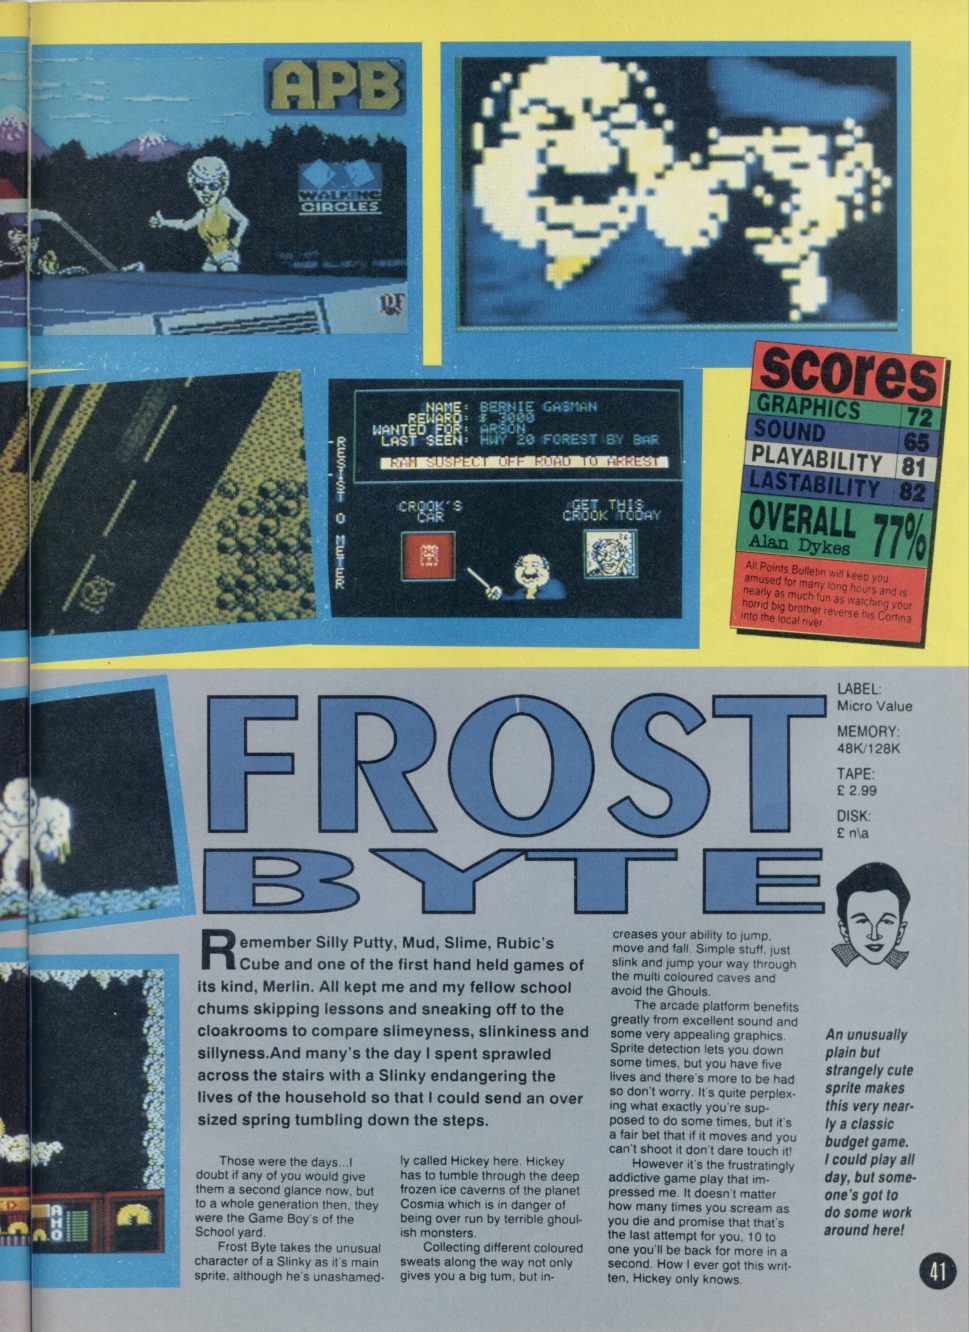 APB
WALKING
CIRCLES
NAME: BERNIE GASMAN
REWARD: $ 3000
WANTED FOR: ARSON
LAST SEEN: HWY 20 FOREST BY BAR
RAM SUSPECT OFF ROAD TO ARREST
RESIST O METER
CROOK'S
CAR
GET THIS
CROOK TODAY
scores
GRAPHICS 72
SOUND 65
PLAYABILITY 81
LASTABILITY 82
OVERALL 77%
Alan Dykes
All Points Bulletin will keep you
amused for many long hours and is
nearly as much fun as watching your
horrid big brother reverse his Cortina
into the local river
FROST
BYTE
LABEL:
Micro Value
MEMORY:
48K/128K
TAPE:
£ 2.99
DISK:
£ n\a
Remember Silly Putty, Mud, Slime, Rubic's
Cube and one of the first hand held games of
its kind, Merlin. All kept me and my fellow school
chums skipping lessons and sneaking off to the
cloakrooms to compare slimeyness, slinkiness and
sillyness.And many's the day I spent sprawled
across the stairs with a Slinky endangering the
lives of the household so that I could send an over
sized spring tumbling down the steps.
Those were the days...I
doubt if any of you would give
them a second glance now, but
to a whole generation then, they
were the Game Boy's of the
School yard.
Frost Byte takes the unusual
character of a Slinky as it's main
sprite, although he's unashamed-
ly called Hickey here. Hickey
has to tumble through the deep
frozen ice caverns of the planet
Cosmia which is in danger of
being over run by terrible ghoul-
ish monsters.
Collecting different coloured
sweats along the way not only
gives you a big tum, but in-
creases your ability to jump,
move and fall. Simple stuff, just
slink and jump your way through
the multi coloured caves and
avoid the Ghouls.
The arcade platform benefits
greatly from excellent sound and
some very appealing graphics.
Sprite detection lets you down
some times, but you have five
lives and there's more to be had
so don't worry. It's quite perplex-
ing what exactly you're sup-
posed to do some times, but it's
a fair bet that if it moves and you
can't shoot it don't dare touch it!
However it's the frustratingly
addictive game play that im-
pressed me. It doesn't matter
how many times you scream as
you die and promise that that's
the last attempt for you, 10 to
one you'll be back for more in a
second. How I ever got this writ-
ten, Hickey only knows.
An unusually
plain but
strangely cute
sprite makes
this very near-
ly a classic
budget game.
I could play all
day, but some-
one's got to
do some work
around here!
AMO
41